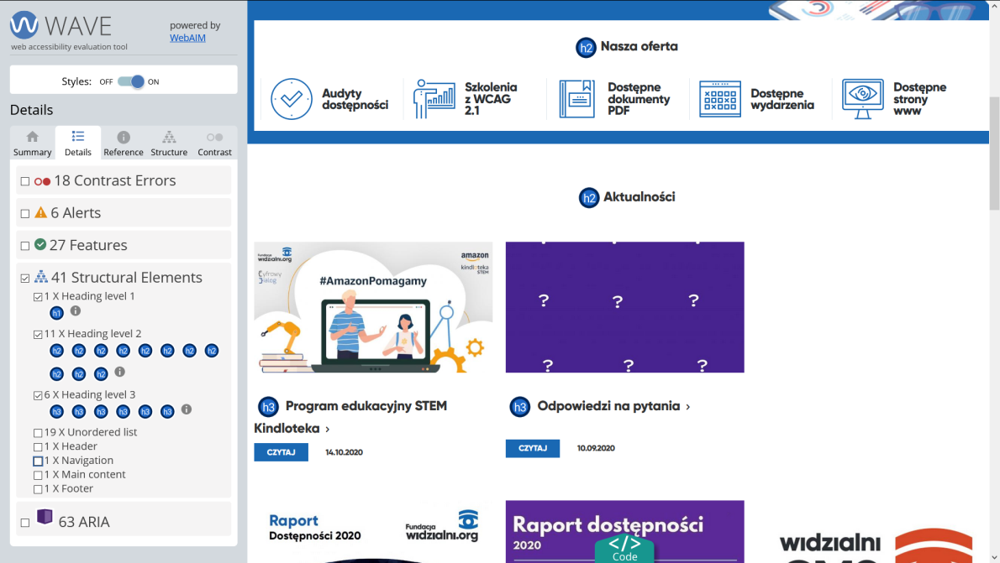 WAVE
web accessibility evaluation tool
powered by
WebAIM
Styles: OFF ON
Details
Summary Details Reference Structure Contrast
18 Contrast Errors
6 Alerts
27 Features
41 Structural Elements
1 X Heading level 1
h1
11 X Heading level 2
h2 h2 h2 h2 h2 h2 h2 h2
h2 h2 h2
6 X Heading level 3
h3 h3 h3 h3 h3 h3
19 X Unordered list
1 X Header
1 X Navigation
1 X Main content
1 X Footer
63 ARIA
h2 Nasza oferta
Audyty
dostępności
Szkolenia
z WCAG
2.1
Dostępne
dokumenty
PDF
Dostępne
wydarzenia
Dostępne
strony
www
h2 Aktualności
Fundacja
widzialni.org
Cyfrowy
Dialog
amazon
kindloteka
STEM
#AmazonPomagamy
? ? ?
? ? ?
h3 Program edukacyjny STEM
Kindloteka ›
CZYTAJ 14.10.2020
h3 Odpowiedzi na pytania ›
CZYTAJ 10.09.2020
Raport
Dostępności 2020
Fundacja
widzialni.org
Raport dostępności
2020
</>
Code
widzialni